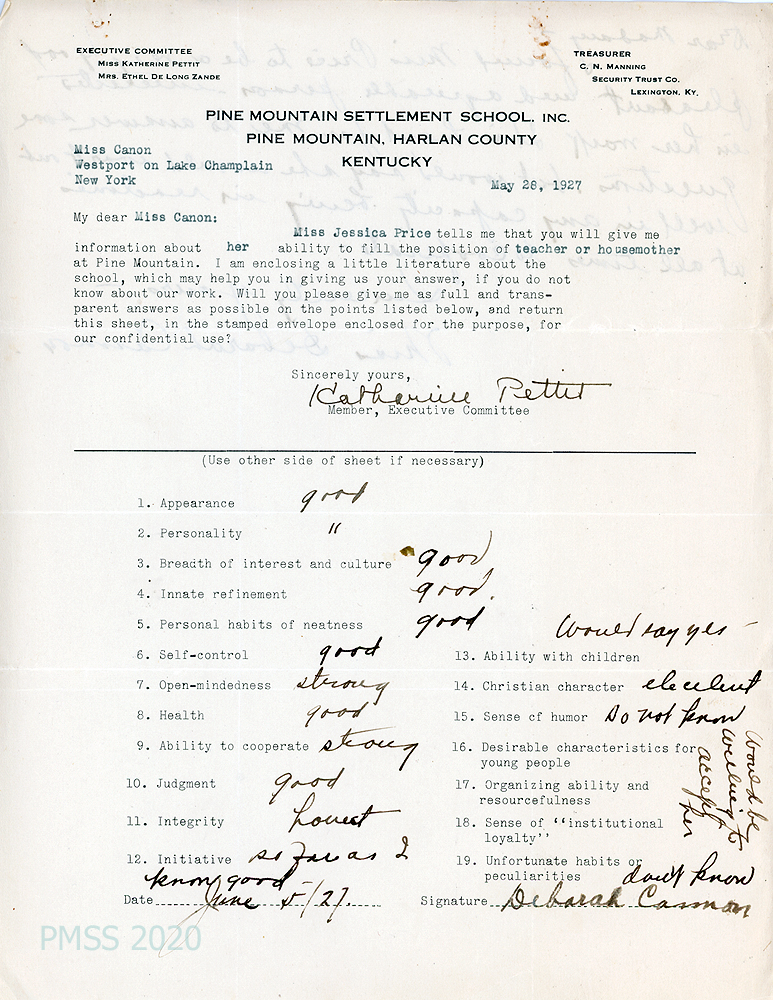 EXECUTIVE COMMITTEE
MISS KATHERINE PETTIT
MRS. ETHEL DE LONG ZANDE
TREASURER
C. N. MANNING
SECURITY TRUST CO.
LEXINGTON, KY.
PINE MOUNTAIN SETTLEMENT SCHOOL. INC.
PINE MOUNTAIN, HARLAN COUNTY
KENTUCKY
Miss Canon
Westport on Lake Champlain
New York
May 28, 1927
My dear Miss Canon:
Miss Jessica Price tells me that you will give me
information about her ability to fill the position of teacher or housemother
at Pine Mountain. I am enclosing a little literature about the
school, which may help you in giving us your answer, if you do not
know about our work. Will you please give me as full and trans-
parent answers as possible on the points listed below, and return
this sheet, in the stamped envelope enclosed for the purpose, for
our confidential use?
Sincerely yours,
Katharine Pettit
Member, Executive Committee
(Use other side of sheet if necessary)
1. Appearance good
2. Personality "
3. Breadth of interest and culture good
4. Innate refinement good.
5. Personal habits of neatness good
6. Self-control good
7. Open-mindedness strong
8. Health good
9. Ability to cooperate strong
10. Judgment good
11. Integrity honest
12. Initiative so far as I
know good
Date June 5/27.
Would say yes -
13. Ability with children
14. Christian character excelent
15. Sense cf humor Do not know
16. Desirable characteristics for
young people
17. Organizing ability and
resourcefulness
18. Sense of ''institutional
loyalty''
would be
willing to
accept
her
19. Unfortunate habits or
peculiarities don't know
Signature Deborah Cannon
PMSS 2020